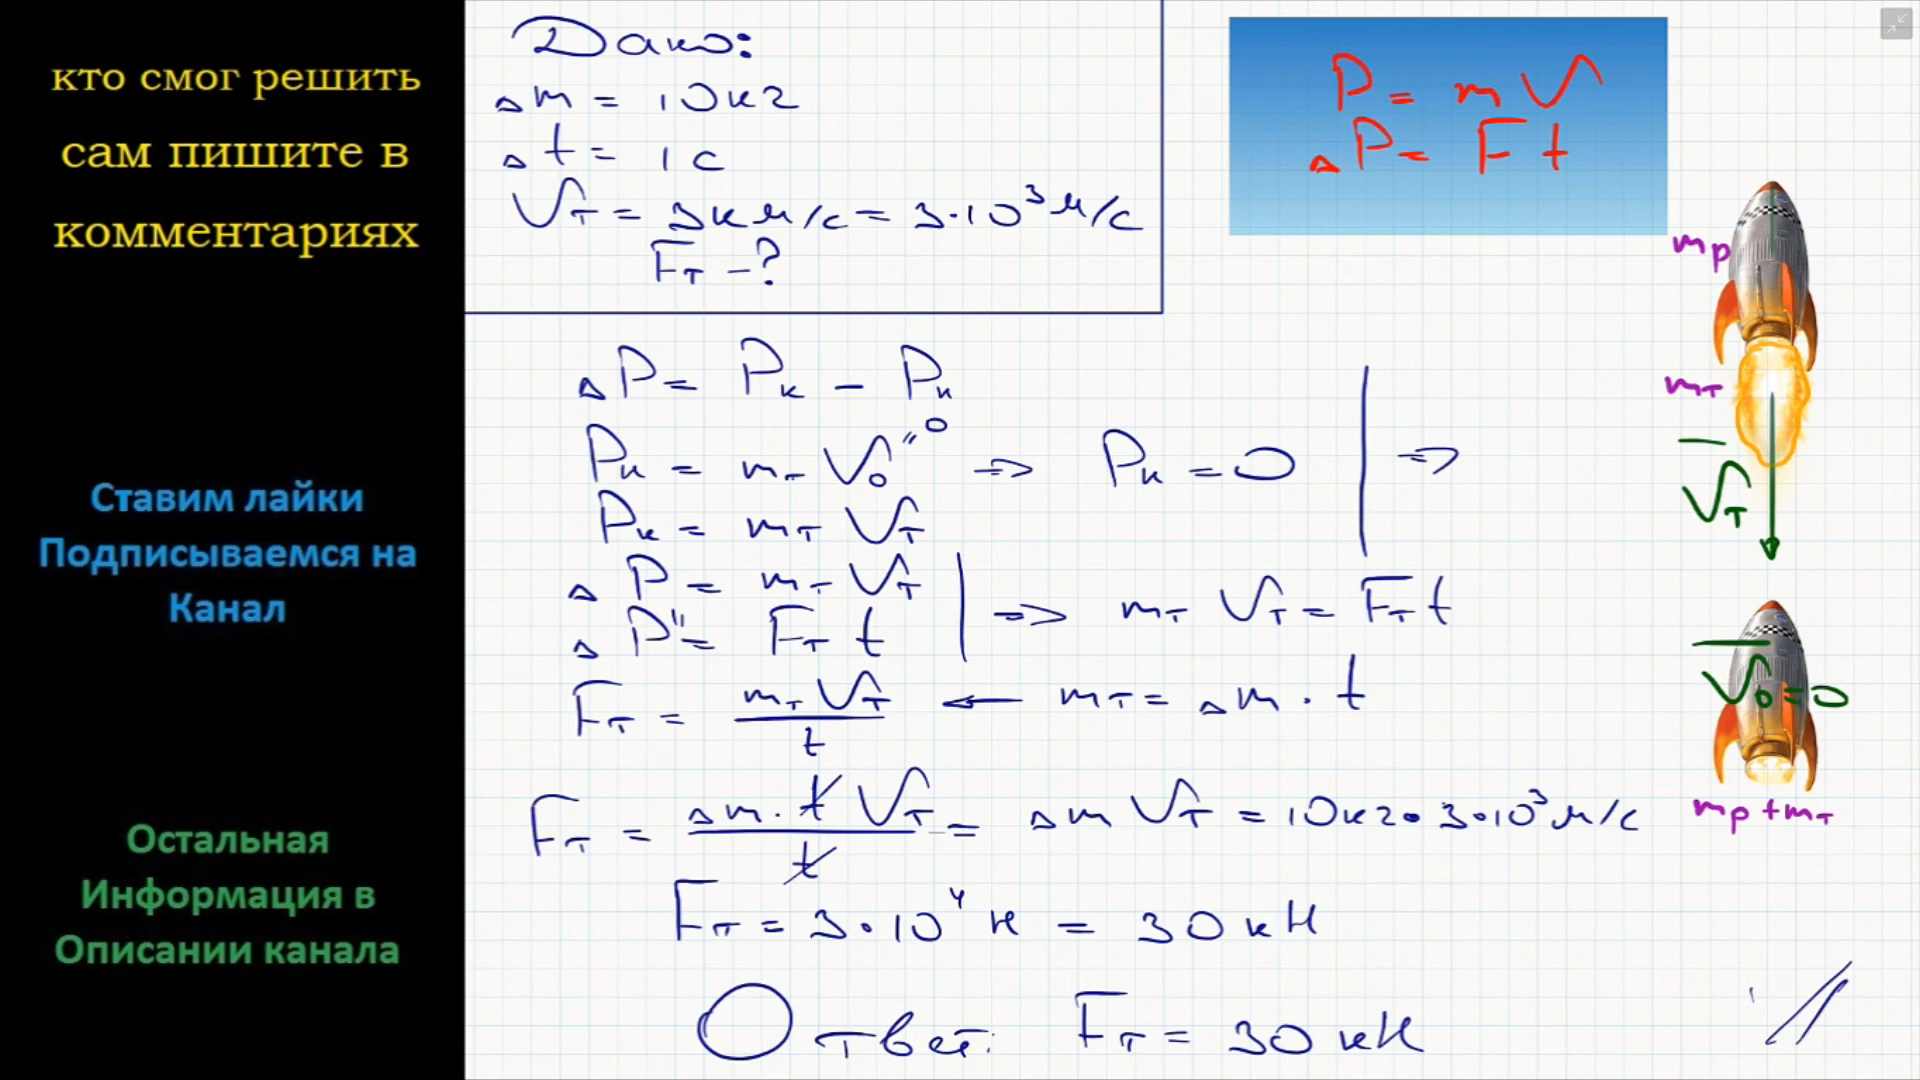 кто смог решить
сам пишите в
комментариях
Ставим лайки
Подписываемся на
Канал
Остальная
Информация в
Описании канала
Дано:
Δm = 10кг
Δt = 1с
Vт = 3км/с = 3·10³м/с
Fт - ?
P = mV
ΔP = Ft
ΔP = Pк - Pн
Pн = mт V₀"⁰ => Pн = 0 | =>
Pк = mт Vт
ΔP = mт Vт
ΔP"= Fт t | => mт Vт = Fт t
Fт = mт Vт / t ← mт = Δm · t
Fт = Δm · t Vт / t = Δm Vт = 10кг · 3·10³м/с
Fт = 3·10⁴ Н = 30 кН
Ответ: Fт = 30 кН
mр
mт
Vт
V₀=0
mр+mт